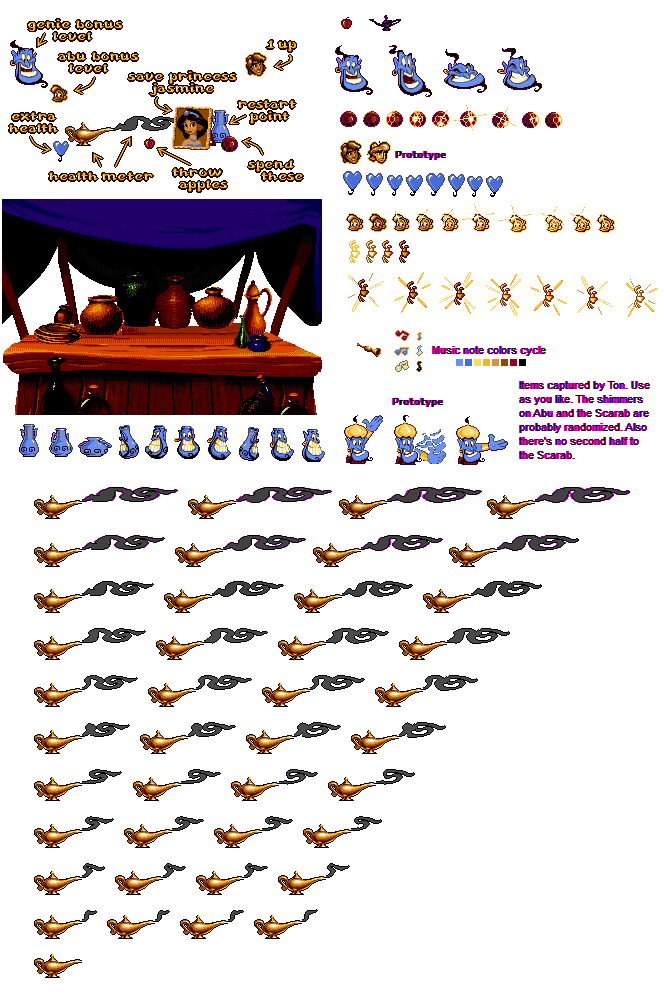 genie bonus
level
abu bonus
level
1 up
save princess
jasmine
restart
point
extra
health
health meter
throw
apples
spend
these
Prototype
Music note colors cycle
Prototype
Items captured by Ton. Use
as you like. The shimmers
on Abu and the Scarab are
probably randomized. Also
there's no second half to
the Scarab.